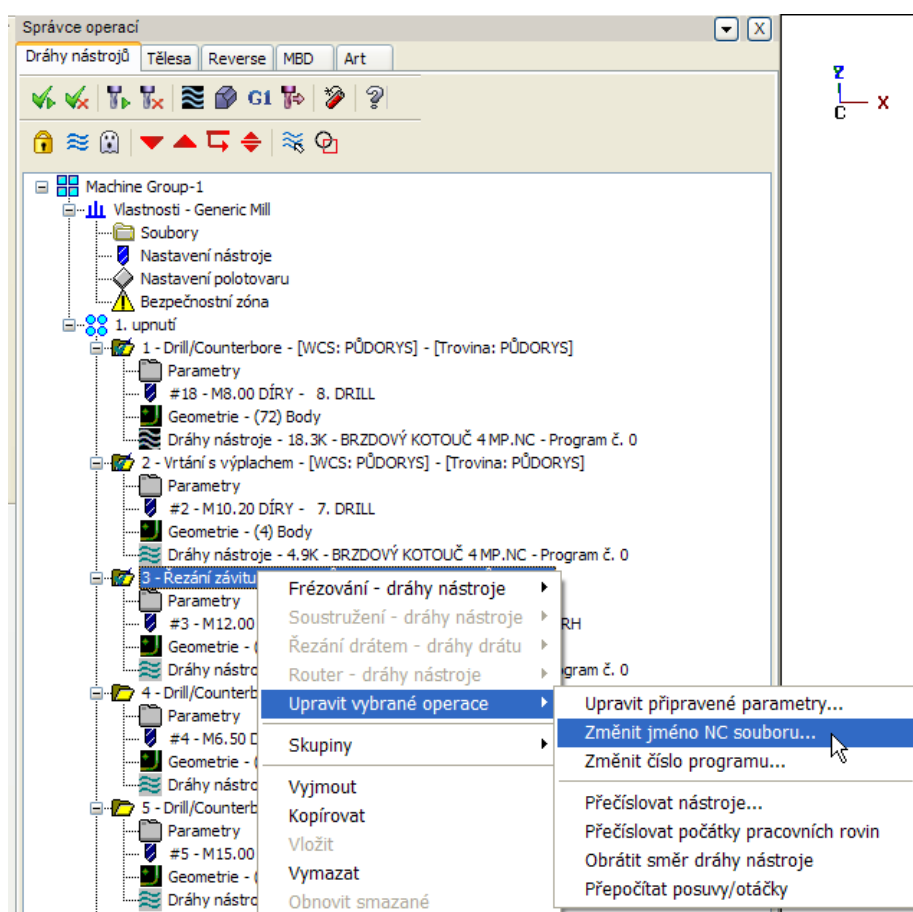 Správce operací
X
Dráhy nástrojů Tělesa Reverse MBD Art
G1
Z
X
C
Machine Group-1
Vlastnosti - Generic Mill
Soubory
Nastavení nástroje
Nastavení polotovaru
Bezpečnostní zóna
1. upnutí
1 - Drill/Counterbore - [WCS: PŮDORYS] - [Trovina: PŮDORYS]
Parametry
#18 - M8.00 DÍRY - 8. DRILL
Geometrie - (72) Body
Dráhy nástroje - 18.3K - BRZDOVÝ KOTOUČ 4 MP.NC - Program č. 0
2 - Vrtání s výplachem - [WCS: PŮDORYS] - [Trovina: PŮDORYS]
Parametry
#2 - M10.20 DÍRY - 7. DRILL
Geometrie - (4) Body
Dráhy nástroje - 4.9K - BRZDOVÝ KOTOUČ 4 MP.NC - Program č. 0
3 - Řezání závitu
Parametry
#3 - M12.00 RH
Geometrie - (
Dráhy nástro gram č. 0
4 - Drill/Counterb
Parametry
#4 - M6.50 D
Geometrie - (
Dráhy nástro
5 - Drill/Counterb
Parametry
#5 - M15.00
Geometrie - (
Dráhy nástro
Frézování - dráhy nástroje
Soustružení - dráhy nástroje
Řezání drátem - dráhy drátu
Router - dráhy nástroje
Upravit vybrané operace
Skupiny
Vyjmout
Kopírovat
Vložit
Vymazat
Obnovit smazané
Upravit připravené parametry...
Změnit jméno NC souboru...
Změnit číslo programu...
Přečíslovat nástroje...
Přečíslovat počátky pracovních rovin
Obrátit směr dráhy nástroje
Přepočítat posuvy/otáčky